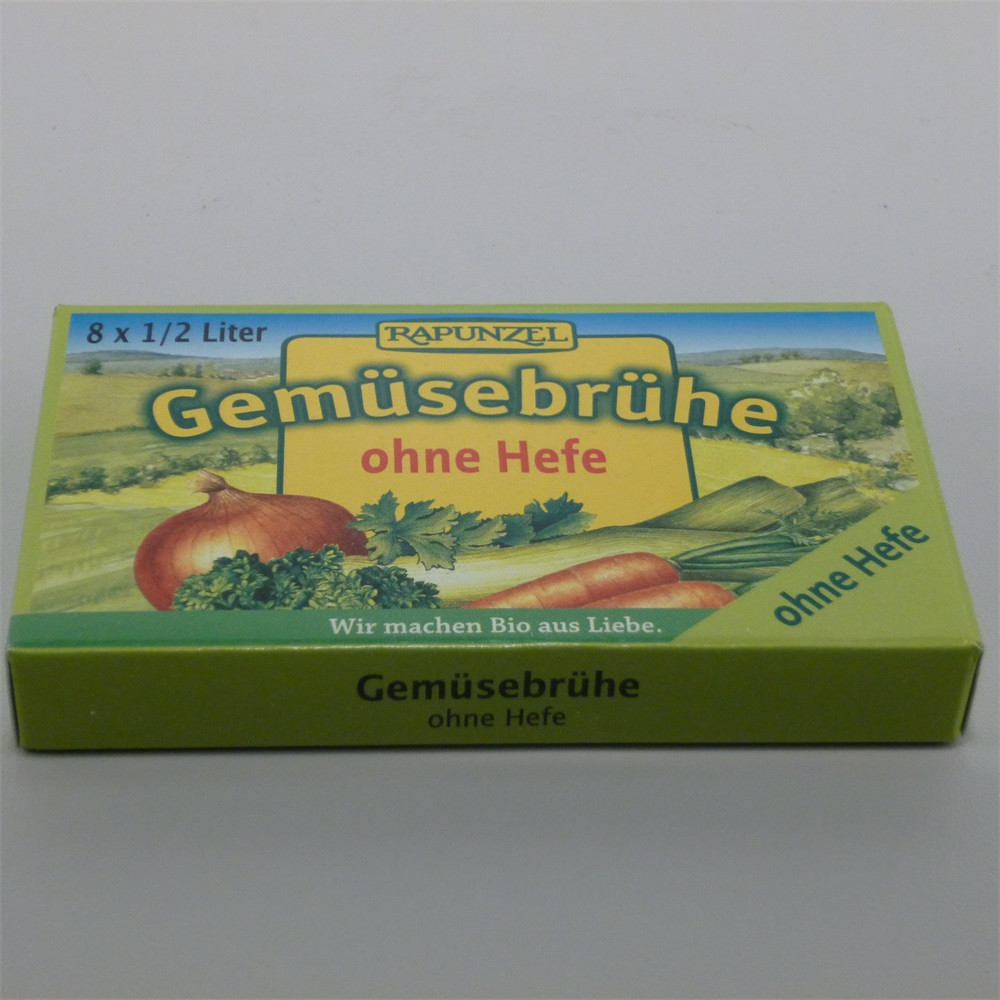 8 x 1/2 Liter
RAPUNZEL
Gemüsebrühe
ohne Hefe
ohne Hefe
Wir machen Bio aus Liebe.
Gemüsebrühe
ohne Hefe